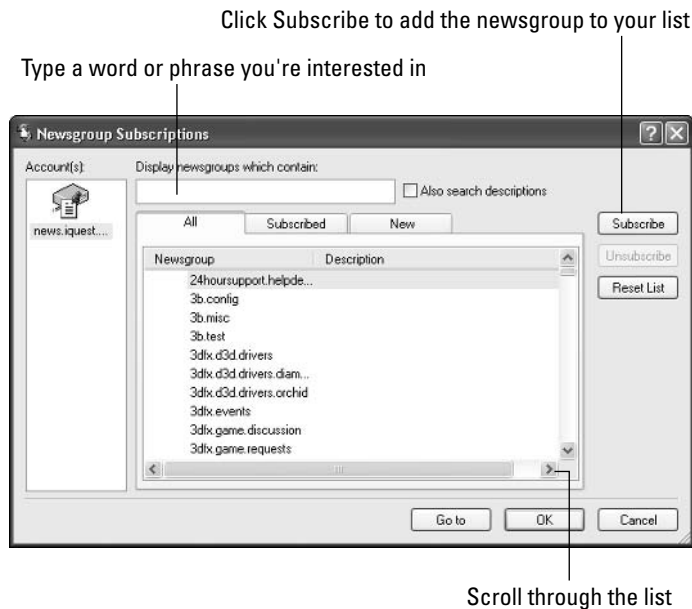 Click Subscribe to add the newsgroup to your list
Type a word or phrase you're interested in
Newsgroup Subscriptions
Account(s):
Display newsgroups which contain:
Also search descriptions
news.iquest....
All Subscribed New
Subscribe
Newsgroup Description
Unsubscribe
24hoursupport.helpde...
Reset List
3b.config
3b.misc
3b.test
3dfx.d3d.drivers
3dfx.d3d.drivers.diam...
3dfx.d3d.drivers.orchid
3dfx.events
3dfx.game.discussion
3dfx.game.requests
Go to OK Cancel
Scroll through the list